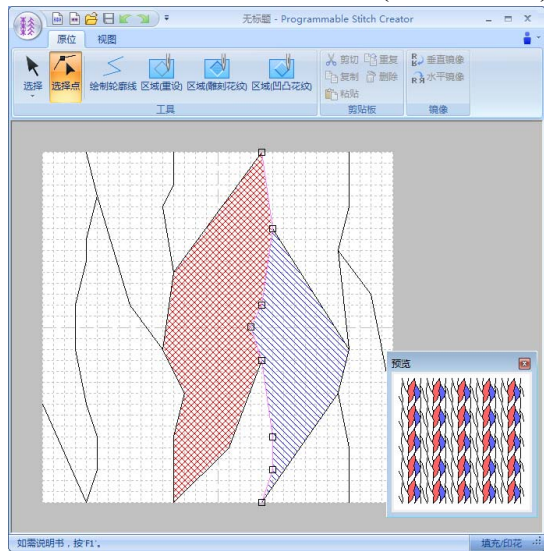 无标题 - Programmable Stitch Creator
原位 视图
选择 选择点 绘制轮廓线 区域(重设) 区域(雕刻花纹) 区域(凹凸花纹)
剪切 重复
复制 删除
粘贴
垂直镜像
水平镜像
工具 剪贴板 镜像
预览
如需说明书，按'F1'。 填充/印花